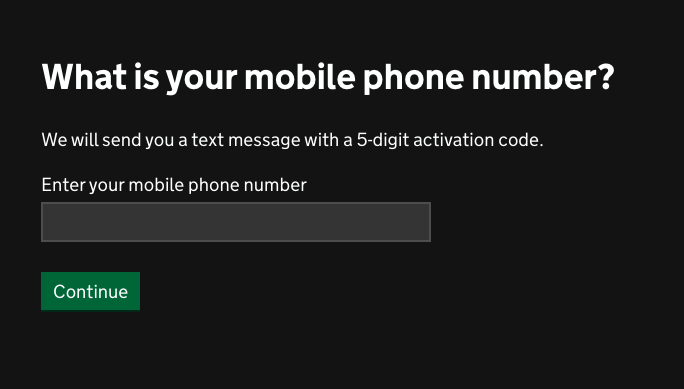 What is your mobile phone number?
We will send you a text message with a 5-digit activation code.
Enter your mobile phone number
Continue